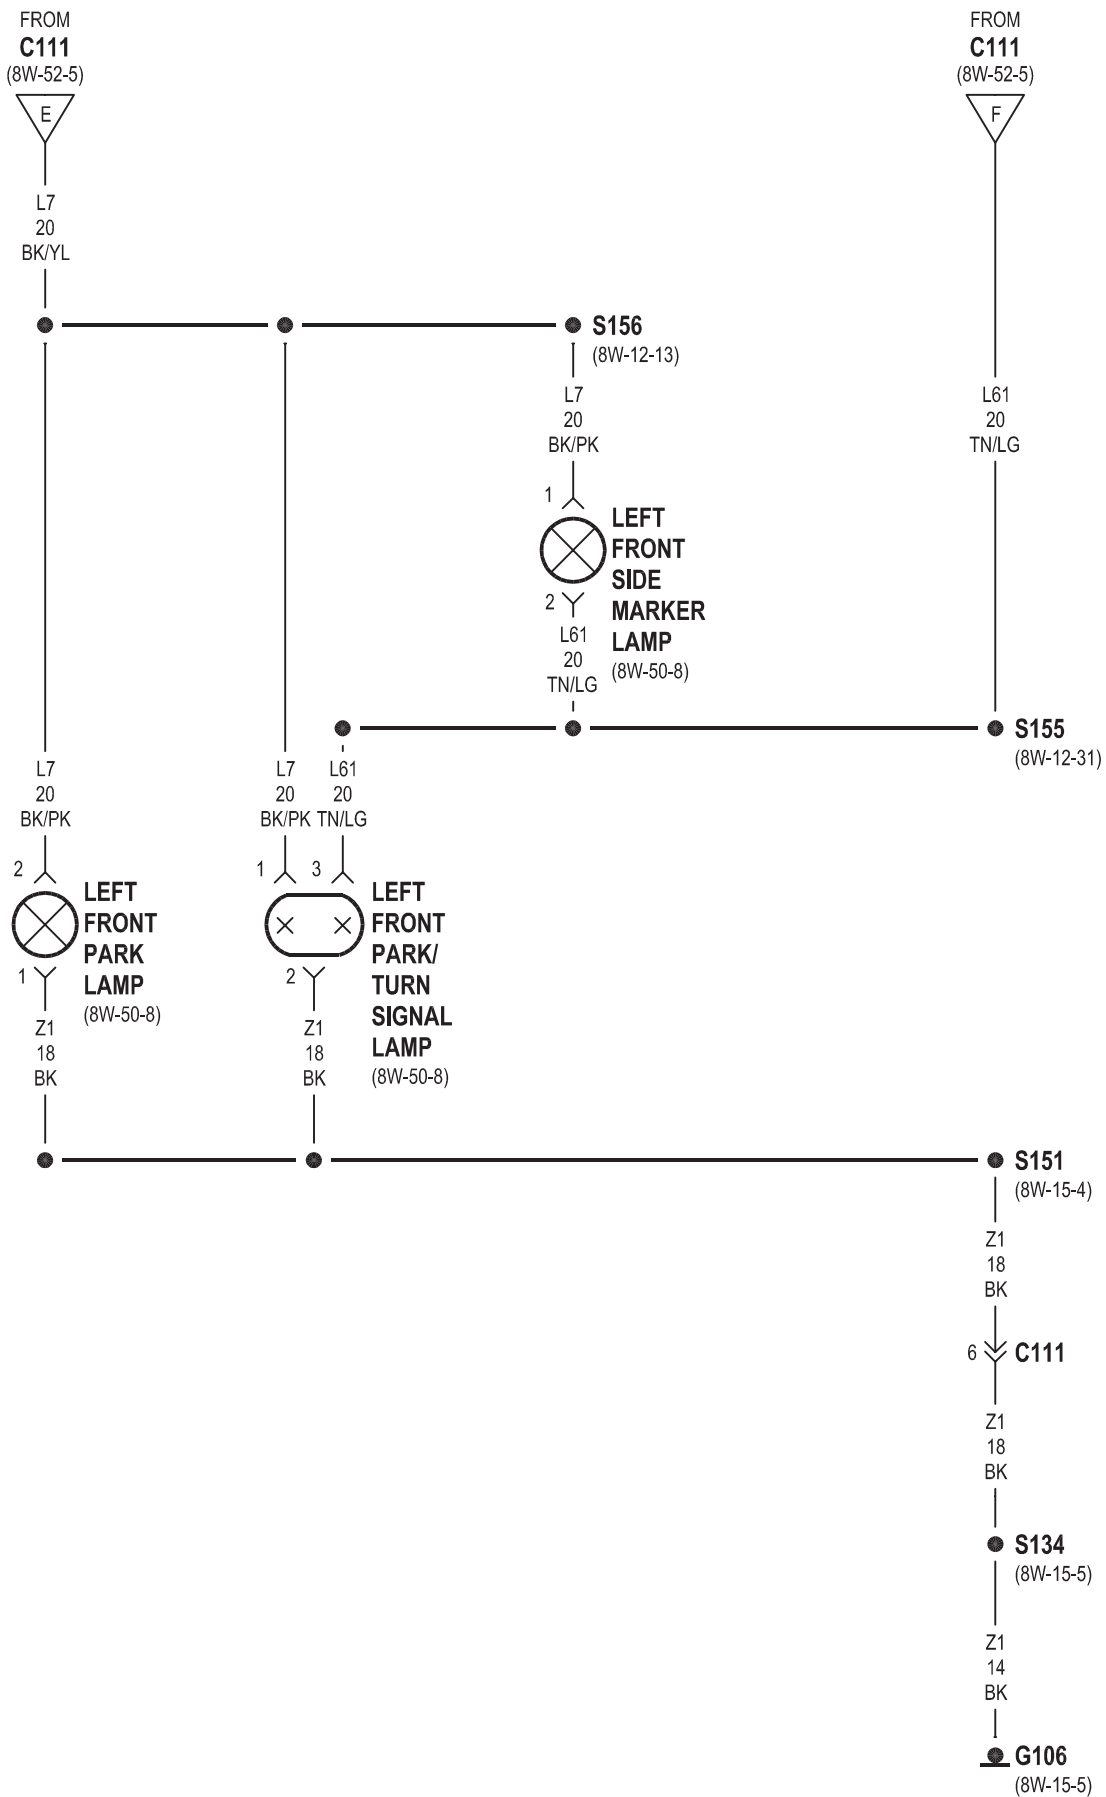 FROM
C111
(8W-52-5)
E
L7
20
BK/YL
FROM
C111
(8W-52-5)
F
S156
(8W-12-13)
L7
20
BK/PK
L61
20
TN/LG
1
LEFT
FRONT
SIDE
MARKER
LAMP
(8W-50-8)
2
L61
20
TN/LG
S155
(8W-12-31)
L7
20
BK/PK
L7
20
BK/PK
L61
20
TN/LG
2
LEFT
FRONT
PARK
LAMP
(8W-50-8)
1
Z1
18
BK
1
3
LEFT
FRONT
PARK/
TURN
SIGNAL
LAMP
(8W-50-8)
2
Z1
18
BK
S151
(8W-15-4)
Z1
18
BK
6
C111
Z1
18
BK
S134
(8W-15-5)
Z1
14
BK
G106
(8W-15-5)